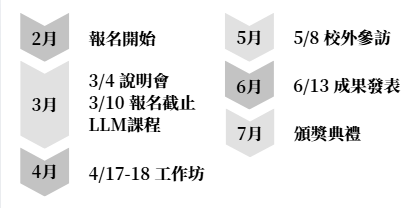 2月 報名開始
3月 3/4 說明會
3/10 報名截止
LLM課程
4月 4/17-18 工作坊
5月 5/8 校外參訪
6月 6/13 成果發表
7月 頒獎典禮